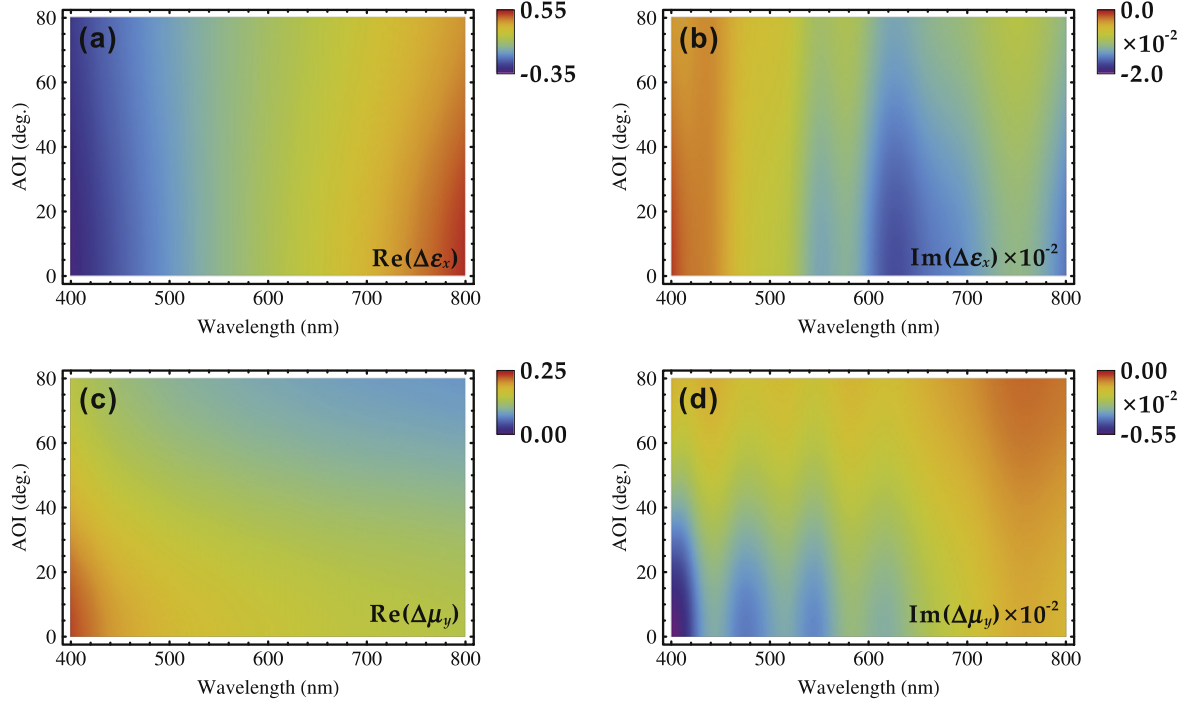 (a)
80
60
40
20
0
AOI (deg.)
400 500 600 700 800
Wavelength (nm)
Re(Δεₓ)
0.55
-0.35
(b)
80
60
40
20
0
AOI (deg.)
400 500 600 700 800
Wavelength (nm)
Im(Δεₓ)×10⁻²
0.0
×10⁻²
-2.0
(c)
80
60
40
20
0
AOI (deg.)
400 500 600 700 800
Wavelength (nm)
Re(Δμᵧ)
0.25
0.00
(d)
80
60
40
20
0
AOI (deg.)
400 500 600 700 800
Wavelength (nm)
Im(Δμᵧ)×10⁻²
0.00
×10⁻²
-0.55